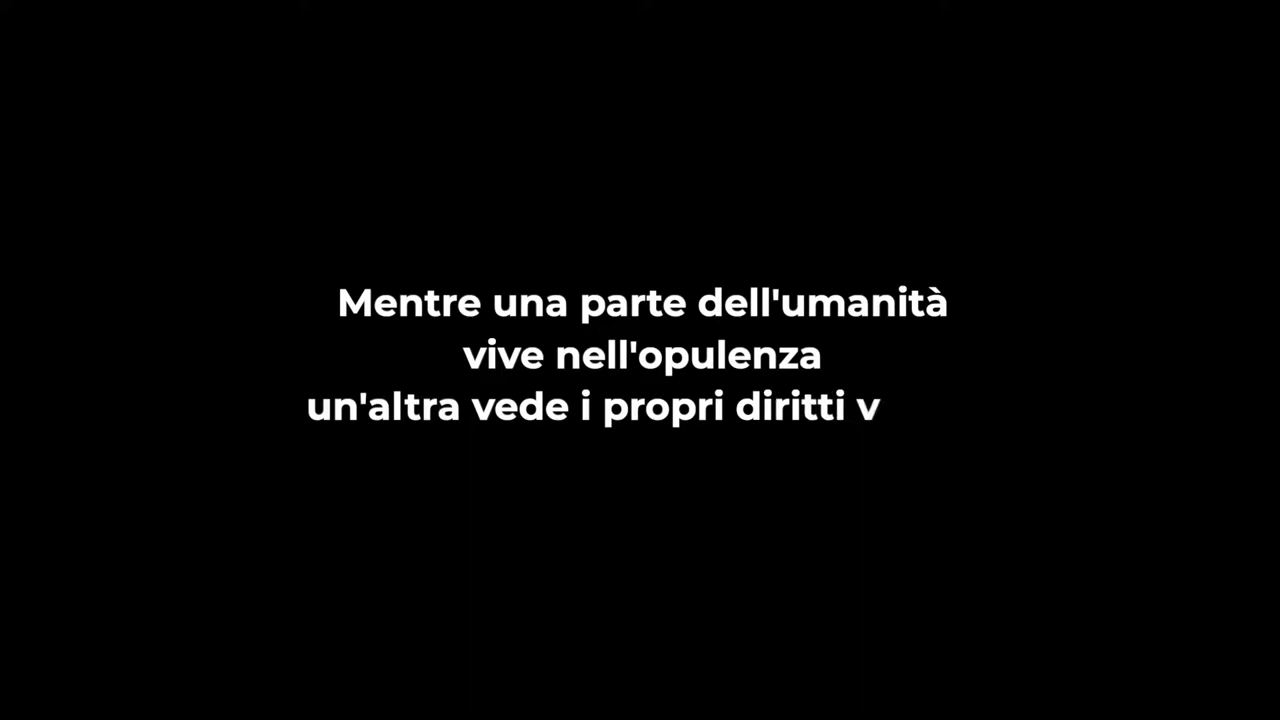 Mentre una parte dell'umanità
vive nell'opulenza
un'altra vede i propri diritti v